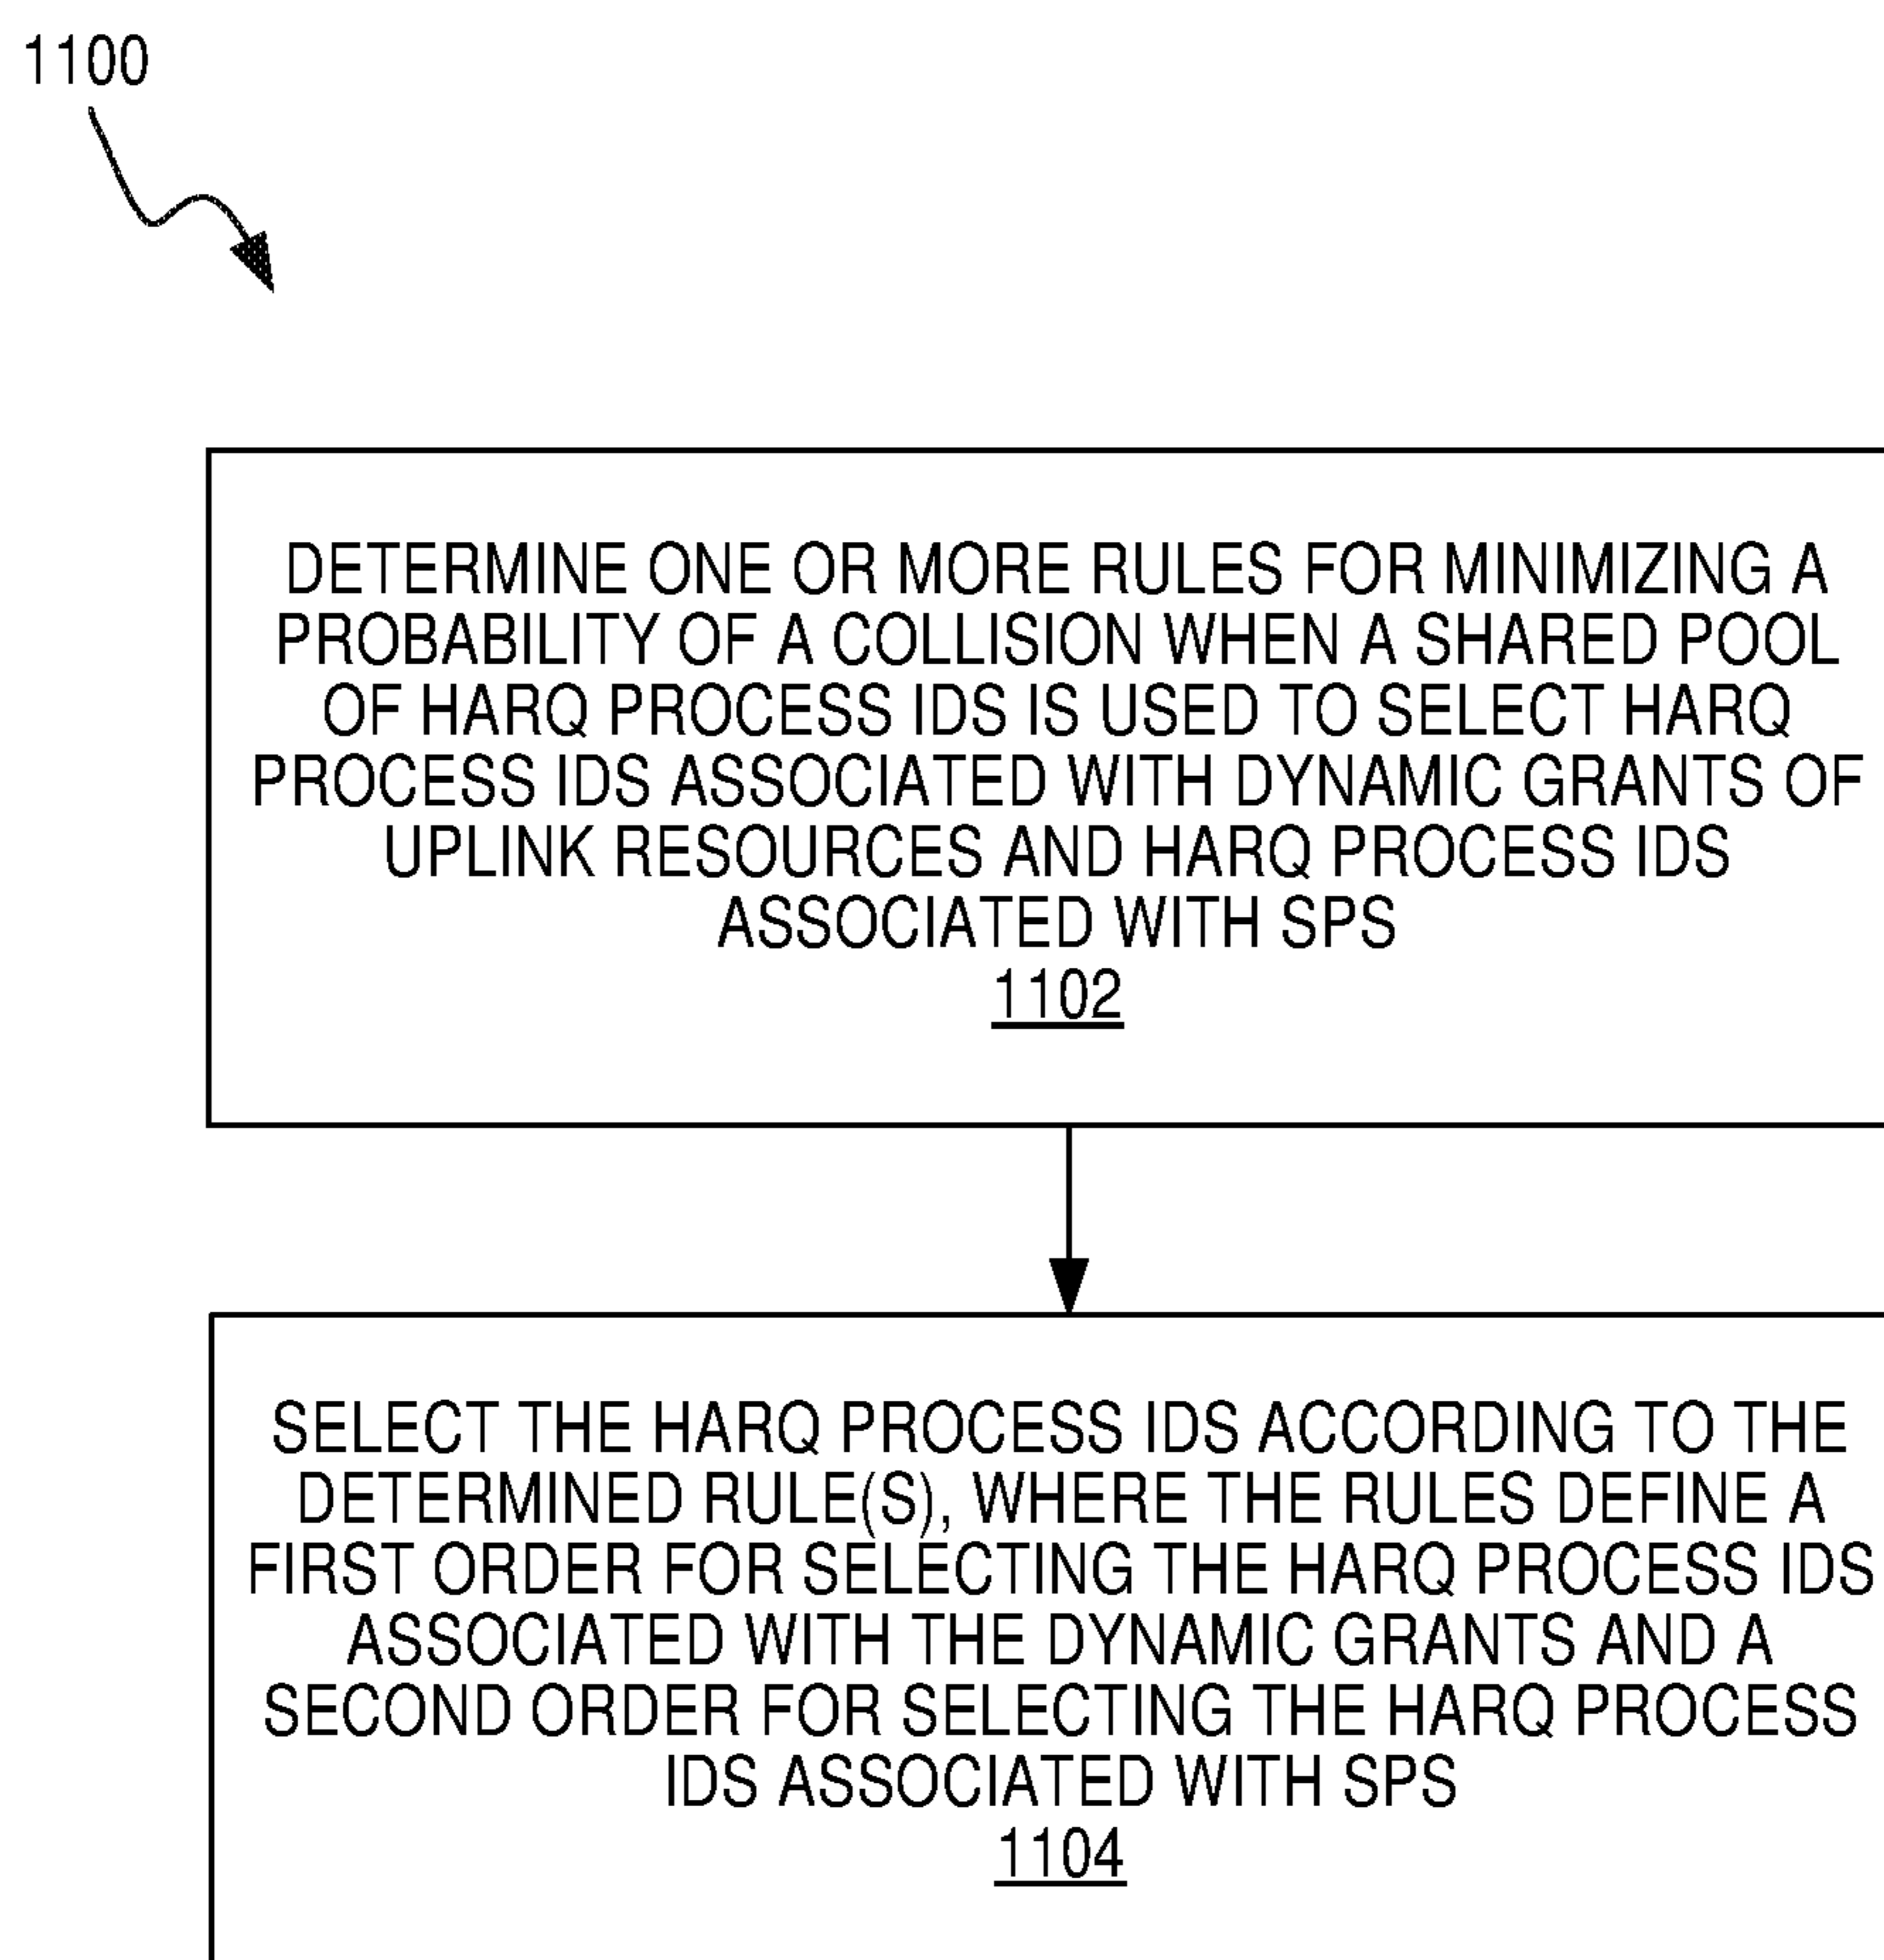 1100
DETERMINE ONE OR MORE RULES FOR MINIMIZING A
PROBABILITY OF A COLLISION WHEN A SHARED POOL
OF HARQ PROCESS IDS IS USED TO SELECT HARQ
PROCESS IDS ASSOCIATED WITH DYNAMIC GRANTS OF
UPLINK RESOURCES AND HARQ PROCESS IDS
ASSOCIATED WITH SPS
1102
SELECT THE HARQ PROCESS IDS ACCORDING TO THE
DETERMINED RULE(S), WHERE THE RULES DEFINE A
FIRST ORDER FOR SELECTING THE HARQ PROCESS IDS
ASSOCIATED WITH THE DYNAMIC GRANTS AND A
SECOND ORDER FOR SELECTING THE HARQ PROCESS
IDS ASSOCIATED WITH SPS
1104